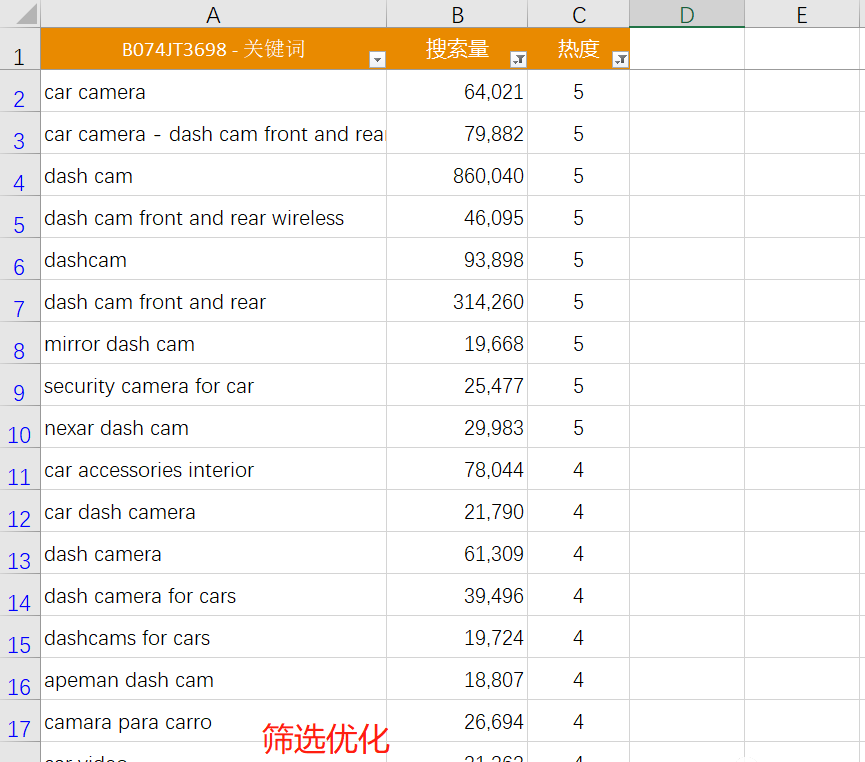 A B C D E
1 B074JT3698 - 关键词 搜索量 热度
2 car camera 64,021 5
3 car camera - dash cam front and rear 79,882 5
4 dash cam 860,040 5
5 dash cam front and rear wireless 46,095 5
6 dashcam 93,898 5
7 dash cam front and rear 314,260 5
8 mirror dash cam 19,668 5
9 security camera for car 25,477 5
10 nexar dash cam 29,983 5
11 car accessories interior 78,044 4
12 car dash camera 21,790 4
13 dash camera 61,309 4
14 dash camera for cars 39,496 4
15 dashcams for cars 19,724 4
16 apeman dash cam 18,807 4
17 camara para carro 26,694 4
筛选优化
car video 4